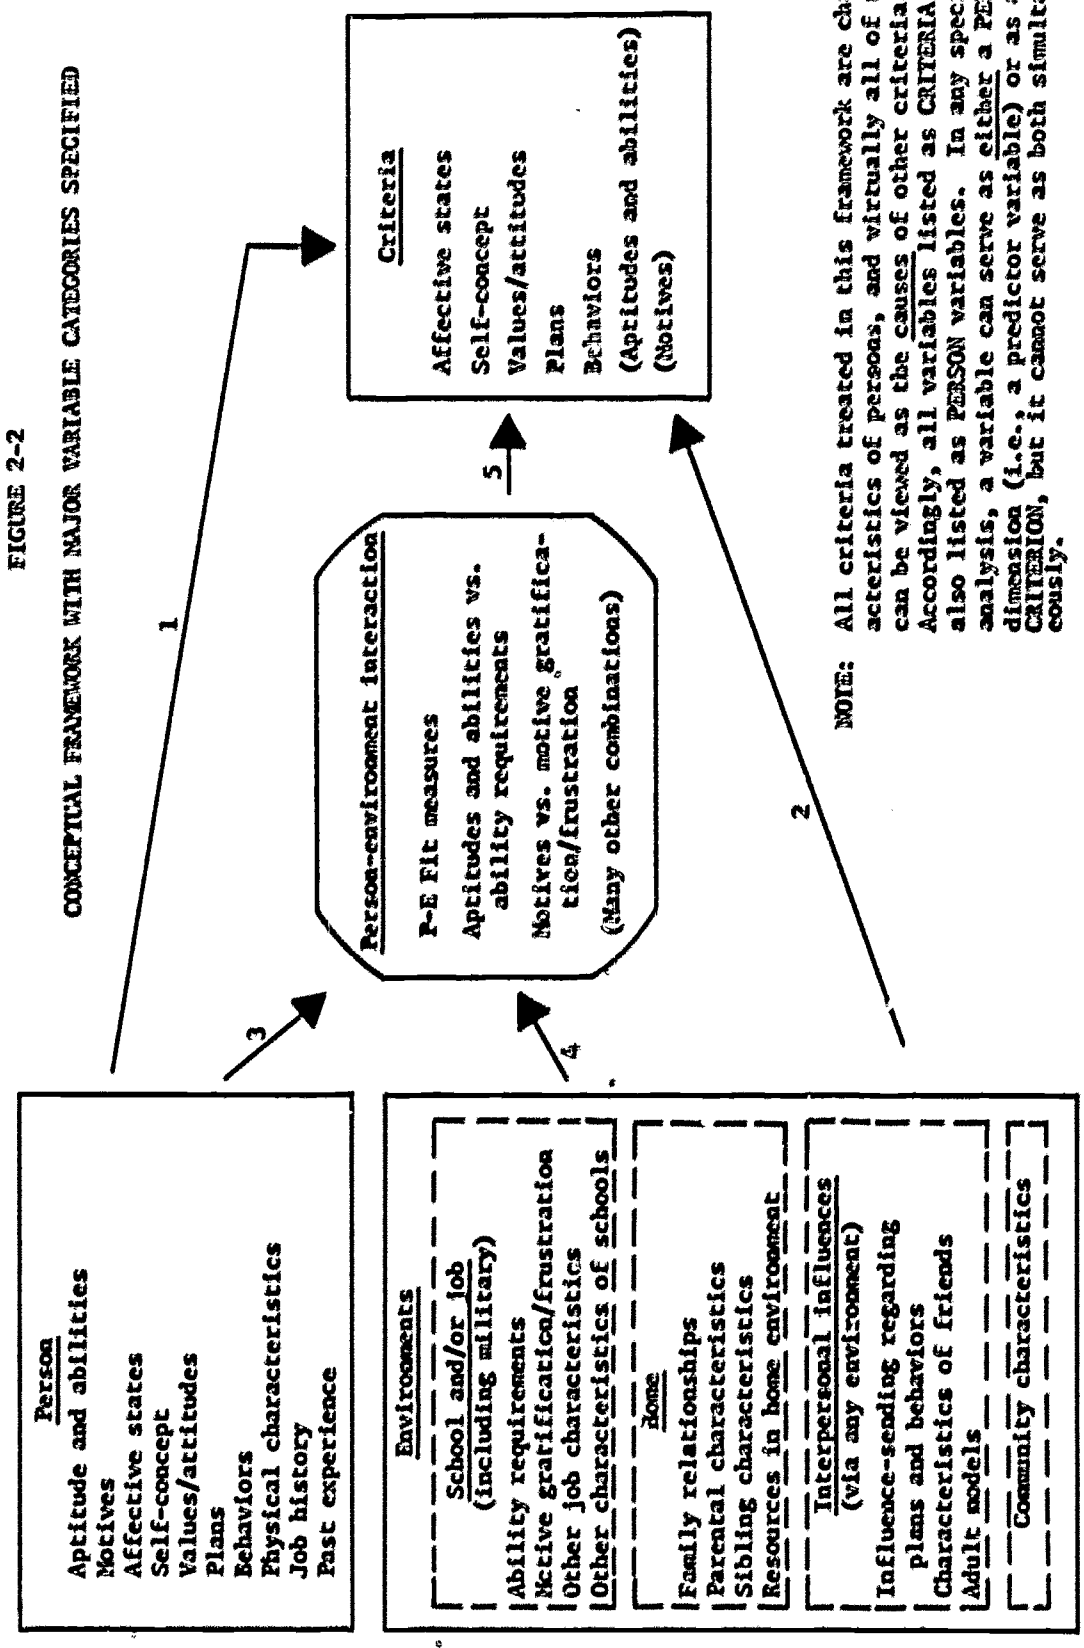 FIGURE 2-2
CONCEPTUAL FRAMEWORK WITH MAJOR VARIABLE CATEGORIES SPECIFIED
Person
Aptitude and abilities
Motives
Affective states
Self-concept
Values/attitudes
Plans
Behaviors
Physical characteristics
Job history
Past experience
Environments
School and/or job
(including military)
Ability requirements
Motive gratification/frustration
Other job characteristics
Other characteristics of schools
Home
Family relationships
Parental characteristics
Sibling characteristics
Resources in home environment
Interpersonal influences
(via any environment)
Influence-sending regarding
plans and behaviors
Characteristics of friends
Adult models
Community characteristics
1
3
4
2
Person-environment interaction
P-E Fit measures
Aptitudes and abilities vs.
ability requirements
Motives vs. motive gratifica-
tion/frustration
(Many other combinations)
5
Criteria
Affective states
Self-concept
Values/attitudes
Plans
Behaviors
(Aptitudes and abilities)
(Motives)
NOTE: All criteria treated in this framework are cha
acteristics of persons, and virtually all of
can be viewed as the causes of other criteria
Accordingly, all variables listed as CRITERIA
also listed as PERSON variables. In any spec
analysis, a variable can serve as either a PE
dimension (i.e., a predictor variable) or as a
CRITERION, but it cannot serve as both simulta
eously.